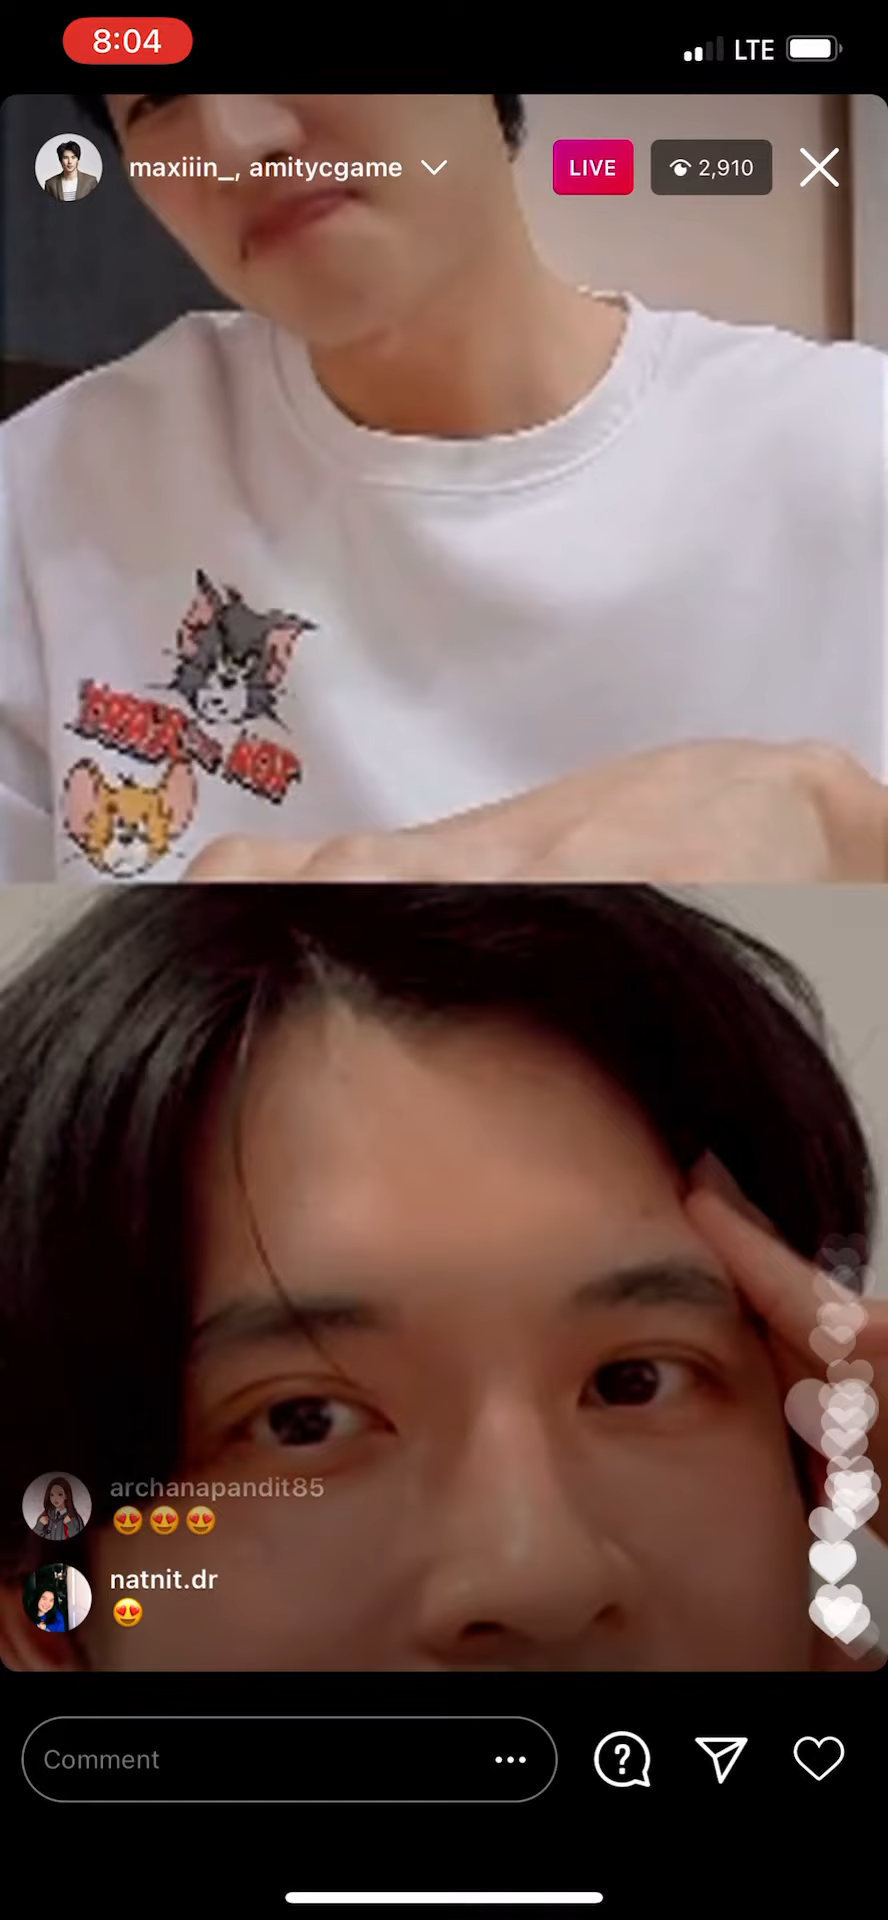 8:04
LTE
maxiiin_, amitycgame
LIVE
2,910
archanapandit85
😍😍😍
natnit.dr
😍
Comment